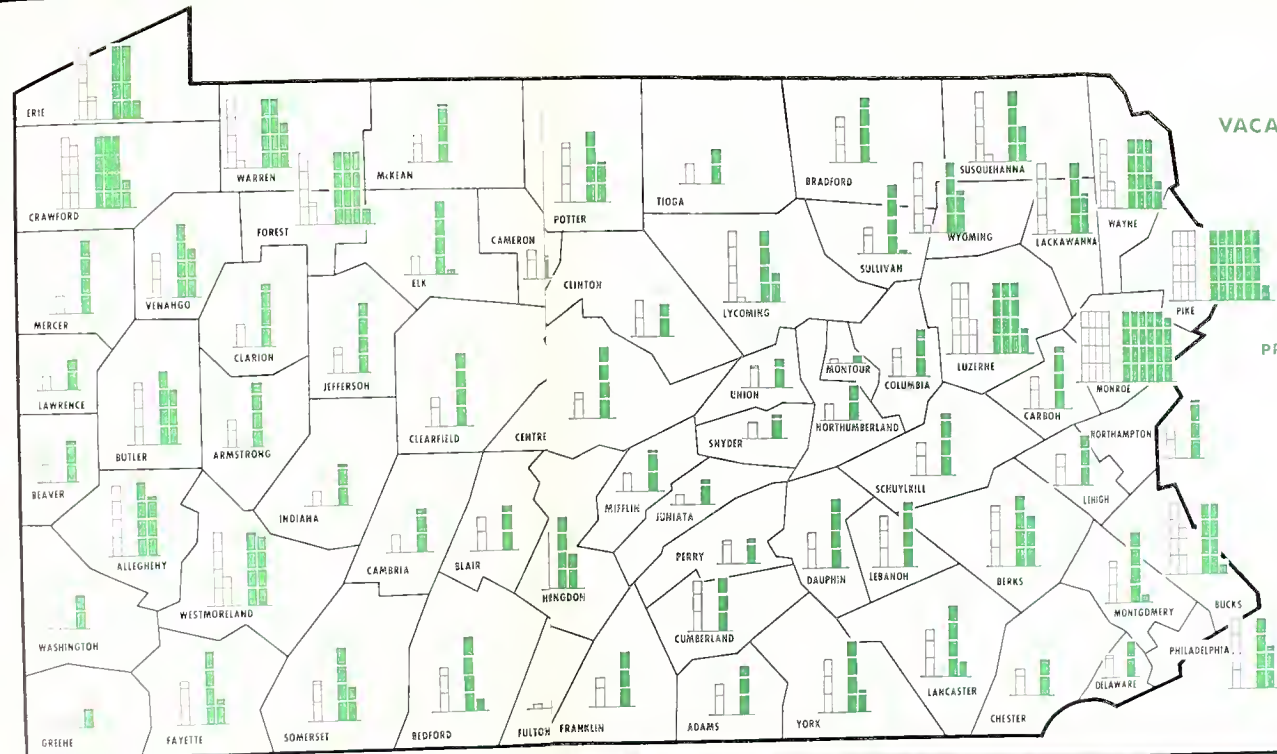 VACA
ERIE
WARREN
McKEAN
POTTER
TIOGA
BRADFORD
SUSQUEHANNA
WAYNE
CRAWFORD
FOREST
ELK
CAMERON
CLINTON
LYCOMING
SULLIVAN
WYOMING
LACKAWANNA
PIKE
MERCER
VENANGO
CLARION
JEFFERSON
CLEARFIELD
CENTRE
UNION
MONTOUR
COLUMBIA
LUZERNE
MONROE
PR
LAWRENCE
BUTLER
ARMSTRONG
SNYDER
NORTHUMBERLAND
CARBON
NORTHAMPTON
BEAVER
INDIANA
MIFFLIN
JUNIATA
SCHUYLKILL
LEHIGH
ALLEGHENY
CAMBRIA
BLAIR
HENGDON
PERRY
DAUPHIN
LEBANON
BERKS
MONTGOMERY
BUCKS
WESTMORELAND
WASHINGTON
CUMBERLAND
PHILADELPHIA
GREENE
FAYETTE
SOMERSET
BEDFORD
FULTON
FRANKLIN
ADAMS
YORK
LANCASTER
CHESTER
DELAWARE